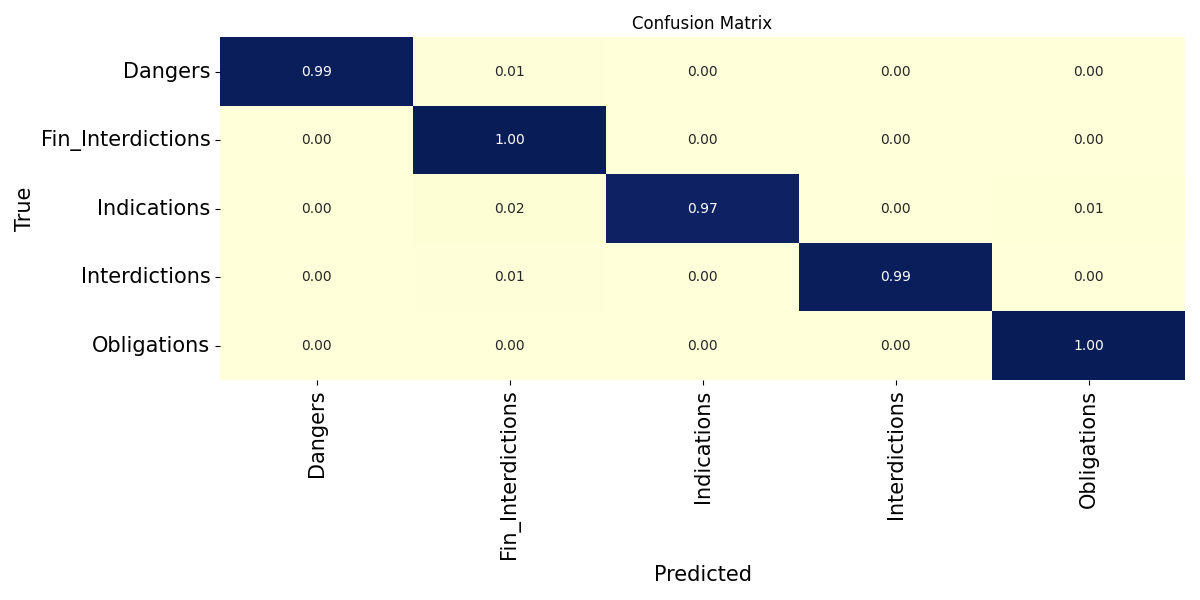 Confusion Matrix
Dangers 0.99 0.01 0.00 0.00 0.00
Fin_Interdictions 0.00 1.00 0.00 0.00 0.00
Indications 0.00 0.02 0.97 0.00 0.01
Interdictions 0.00 0.01 0.00 0.99 0.00
Obligations 0.00 0.00 0.00 0.00 1.00
True
Dangers Fin_Interdictions Indications Interdictions Obligations
Predicted